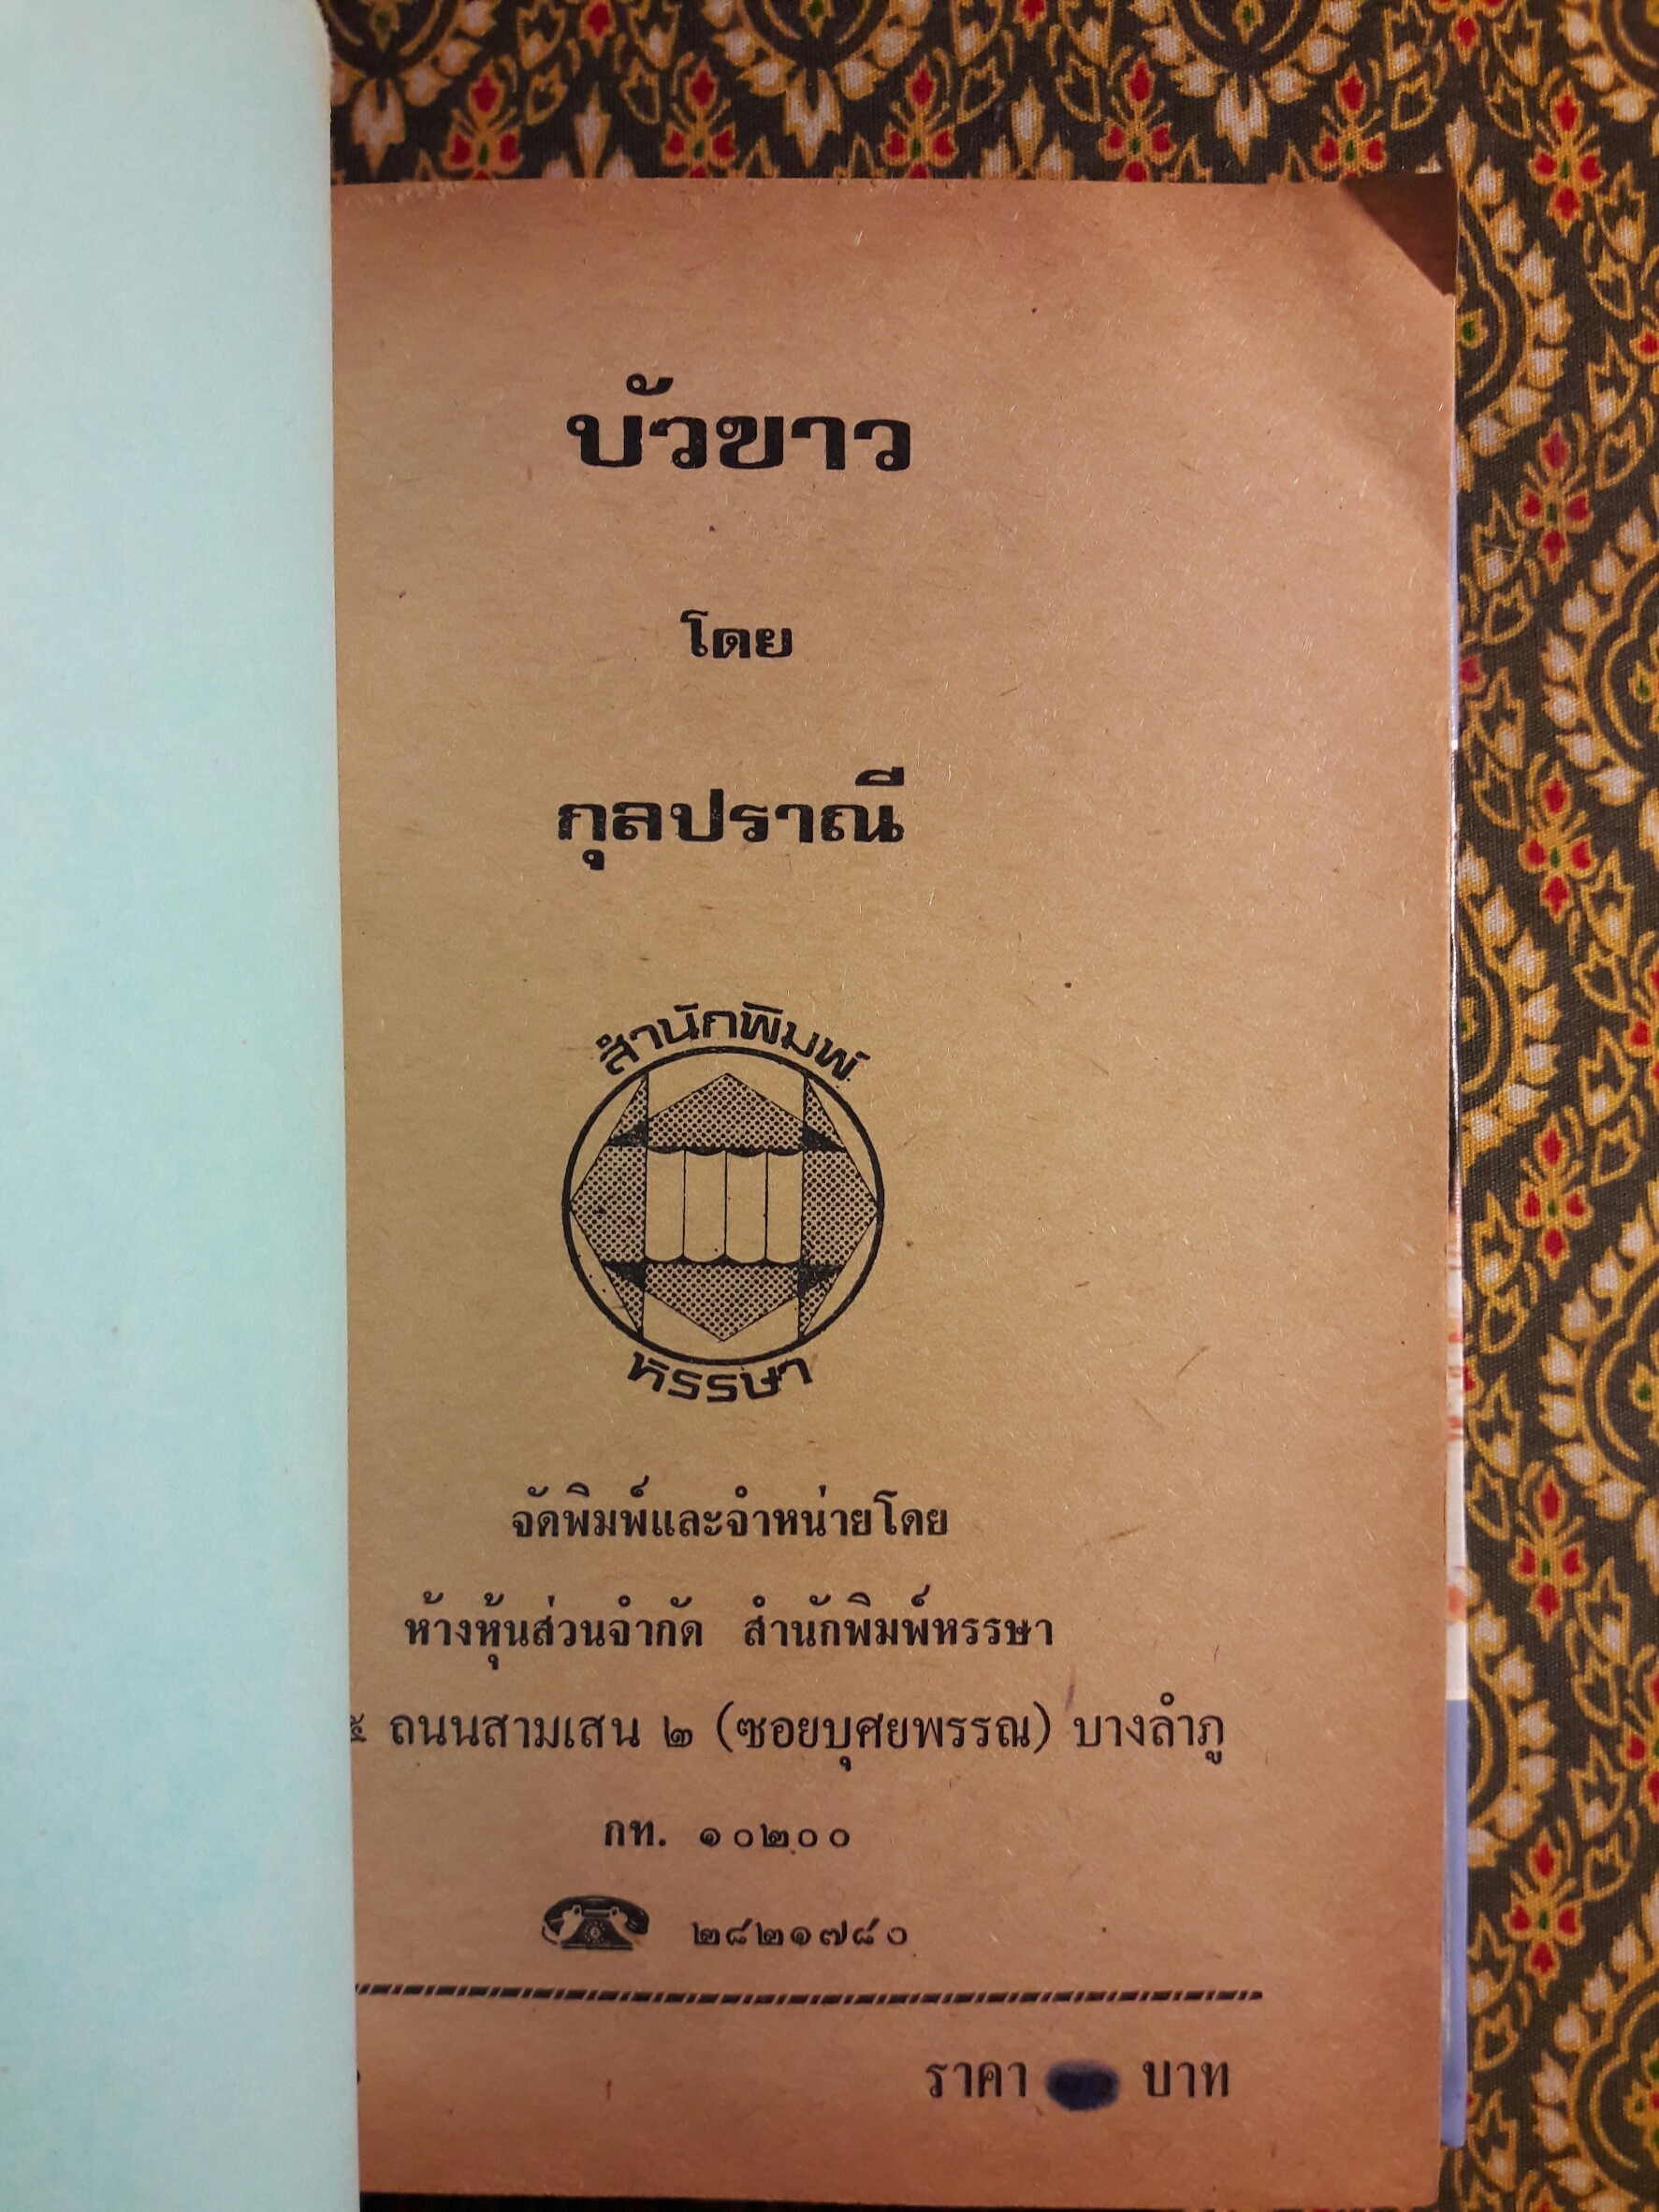 บัวขาว
โดย
กุลปราณี
สำนักพิมพ์
หรรษา
จัดพิมพ์และจำหน่ายโดย
ห้างหุ้นส่วนจำกัด สำนักพิมพ์หรรษา
ถนนสามเสน ๒ (ซอยบุศยพรรณ) บางลำภู
กท. ๑๐๒๐๐
๒๘๒๑๗๘๐
ราคา บาท